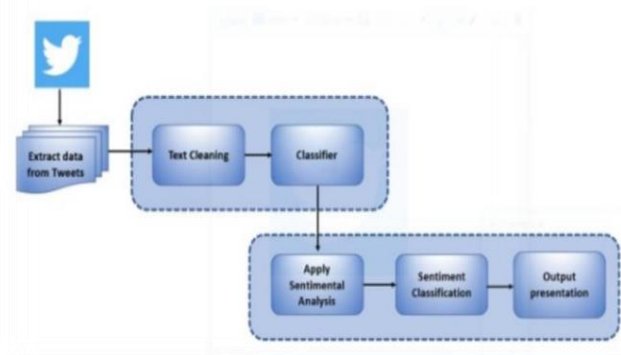 Extract data
from Tweets
Text Cleaning
Classifier
Apply
Sentimental
Analysis
Sentiment
Classification
Output
presentation